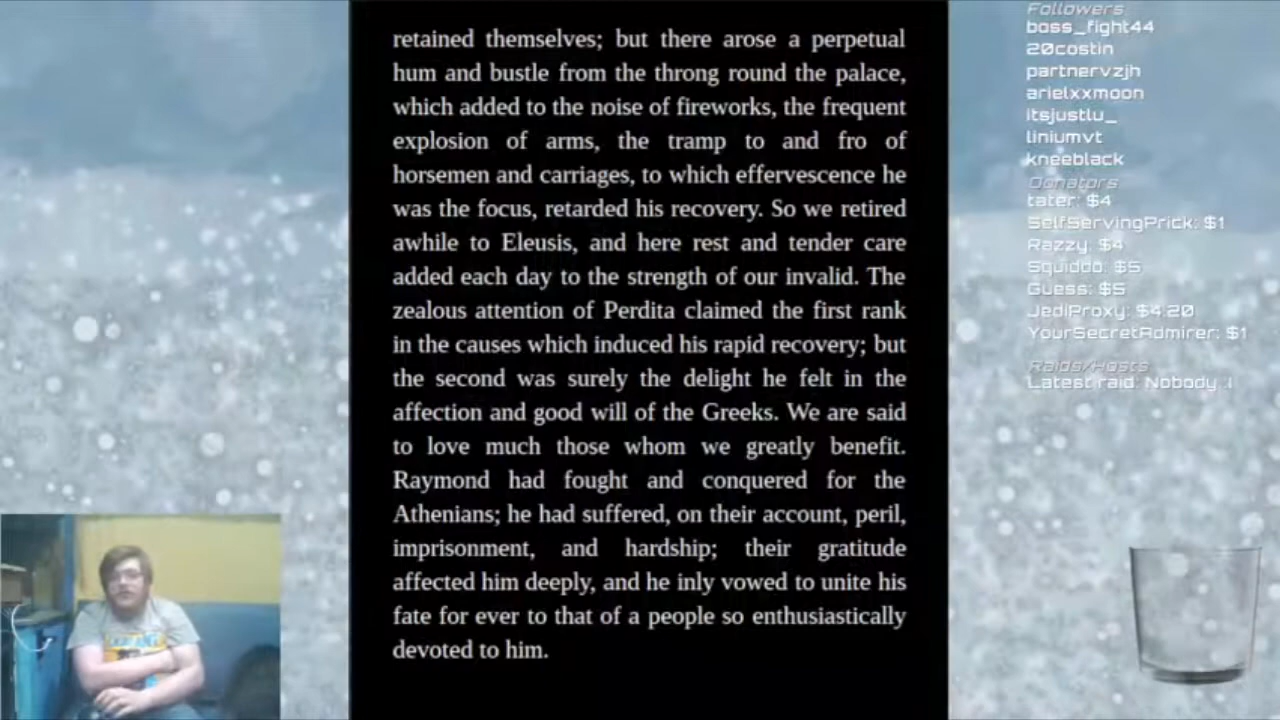 retained themselves; but there arose a perpetual
hum and bustle from the throng round the palace,
which added to the noise of fireworks, the frequent
explosion of arms, the tramp to and fro of
horsemen and carriages, to which effervescence he
was the focus, retarded his recovery. So we retired
awhile to Eleusis, and here rest and tender care
added each day to the strength of our invalid. The
zealous attention of Perdita claimed the first rank
in the causes which induced his rapid recovery; but
the second was surely the delight he felt in the
affection and good will of the Greeks. We are said
to love much those whom we greatly benefit.
Raymond had fought and conquered for the
Athenians; he had suffered, on their account, peril,
imprisonment, and hardship; their gratitude
affected him deeply, and he inly vowed to unite his
fate for ever to that of a people so enthusiastically
devoted to him.
Followers
boss_fight44
20costin
partnervzjh
arielxxmoon
itsjustlu_
liniumvt
kneeblack
Donators
tater: $4
SelfServingPrick: $1
Razzy: $4
Squidda: $5
Guess: $5
JediProxy: $4.20
YourSecretAdmirer: $1
Raids/Hosts
Latest raid: Nobody :(